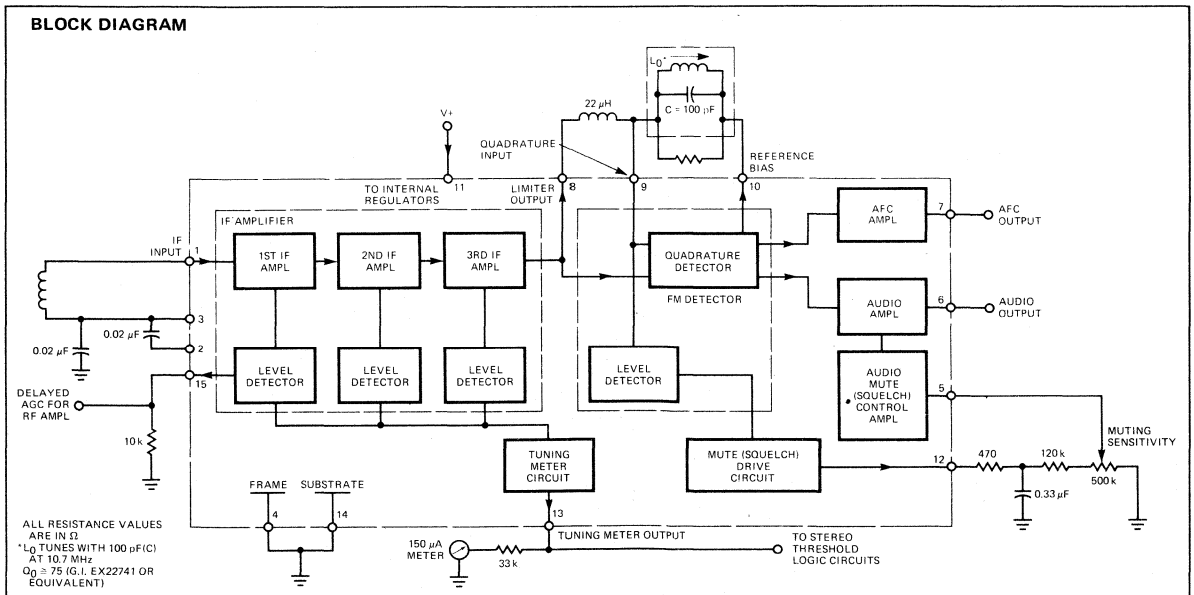 BLOCK DIAGRAM
L0*
C = 100 pF
22 µH
V+
QUADRATURE
INPUT
REFERENCE
BIAS
11
TO INTERNAL
REGULATORS
LIMITER
OUTPUT
8
9
10
IF AMPLIFIER
IF
INPUT
1
1ST IF
AMPL
2ND IF
AMPL
3RD IF
AMPL
QUADRATURE
DETECTOR
FM DETECTOR
AFC
AMPL
7
AFC
OUTPUT
AUDIO
AMPL
6
AUDIO
OUTPUT
3
0.02 µF
0.02 µF
2
15
LEVEL
DETECTOR
LEVEL
DETECTOR
LEVEL
DETECTOR
LEVEL
DETECTOR
AUDIO
MUTE
(SQUELCH)
CONTROL
AMPL
5
DELAYED
AGC FOR
RF AMPL
10k
MUTING
SENSITIVITY
TUNING
METER
CIRCUIT
MUTE (SQUELCH)
DRIVE
CIRCUIT
12
470
120k
500k
0.33 µF
FRAME
SUBSTRATE
4
14
13
TUNING METER OUTPUT
150 µA
METER
33k
TO STEREO
THRESHOLD
LOGIC CIRCUITS
ALL RESISTANCE VALUES
ARE IN Ω
*L0 TUNES WITH 100 pF(C)
AT 10.7 MHz
Q0 ≧ 75 (G.I. EX22741 OR
EQUIVALENT)